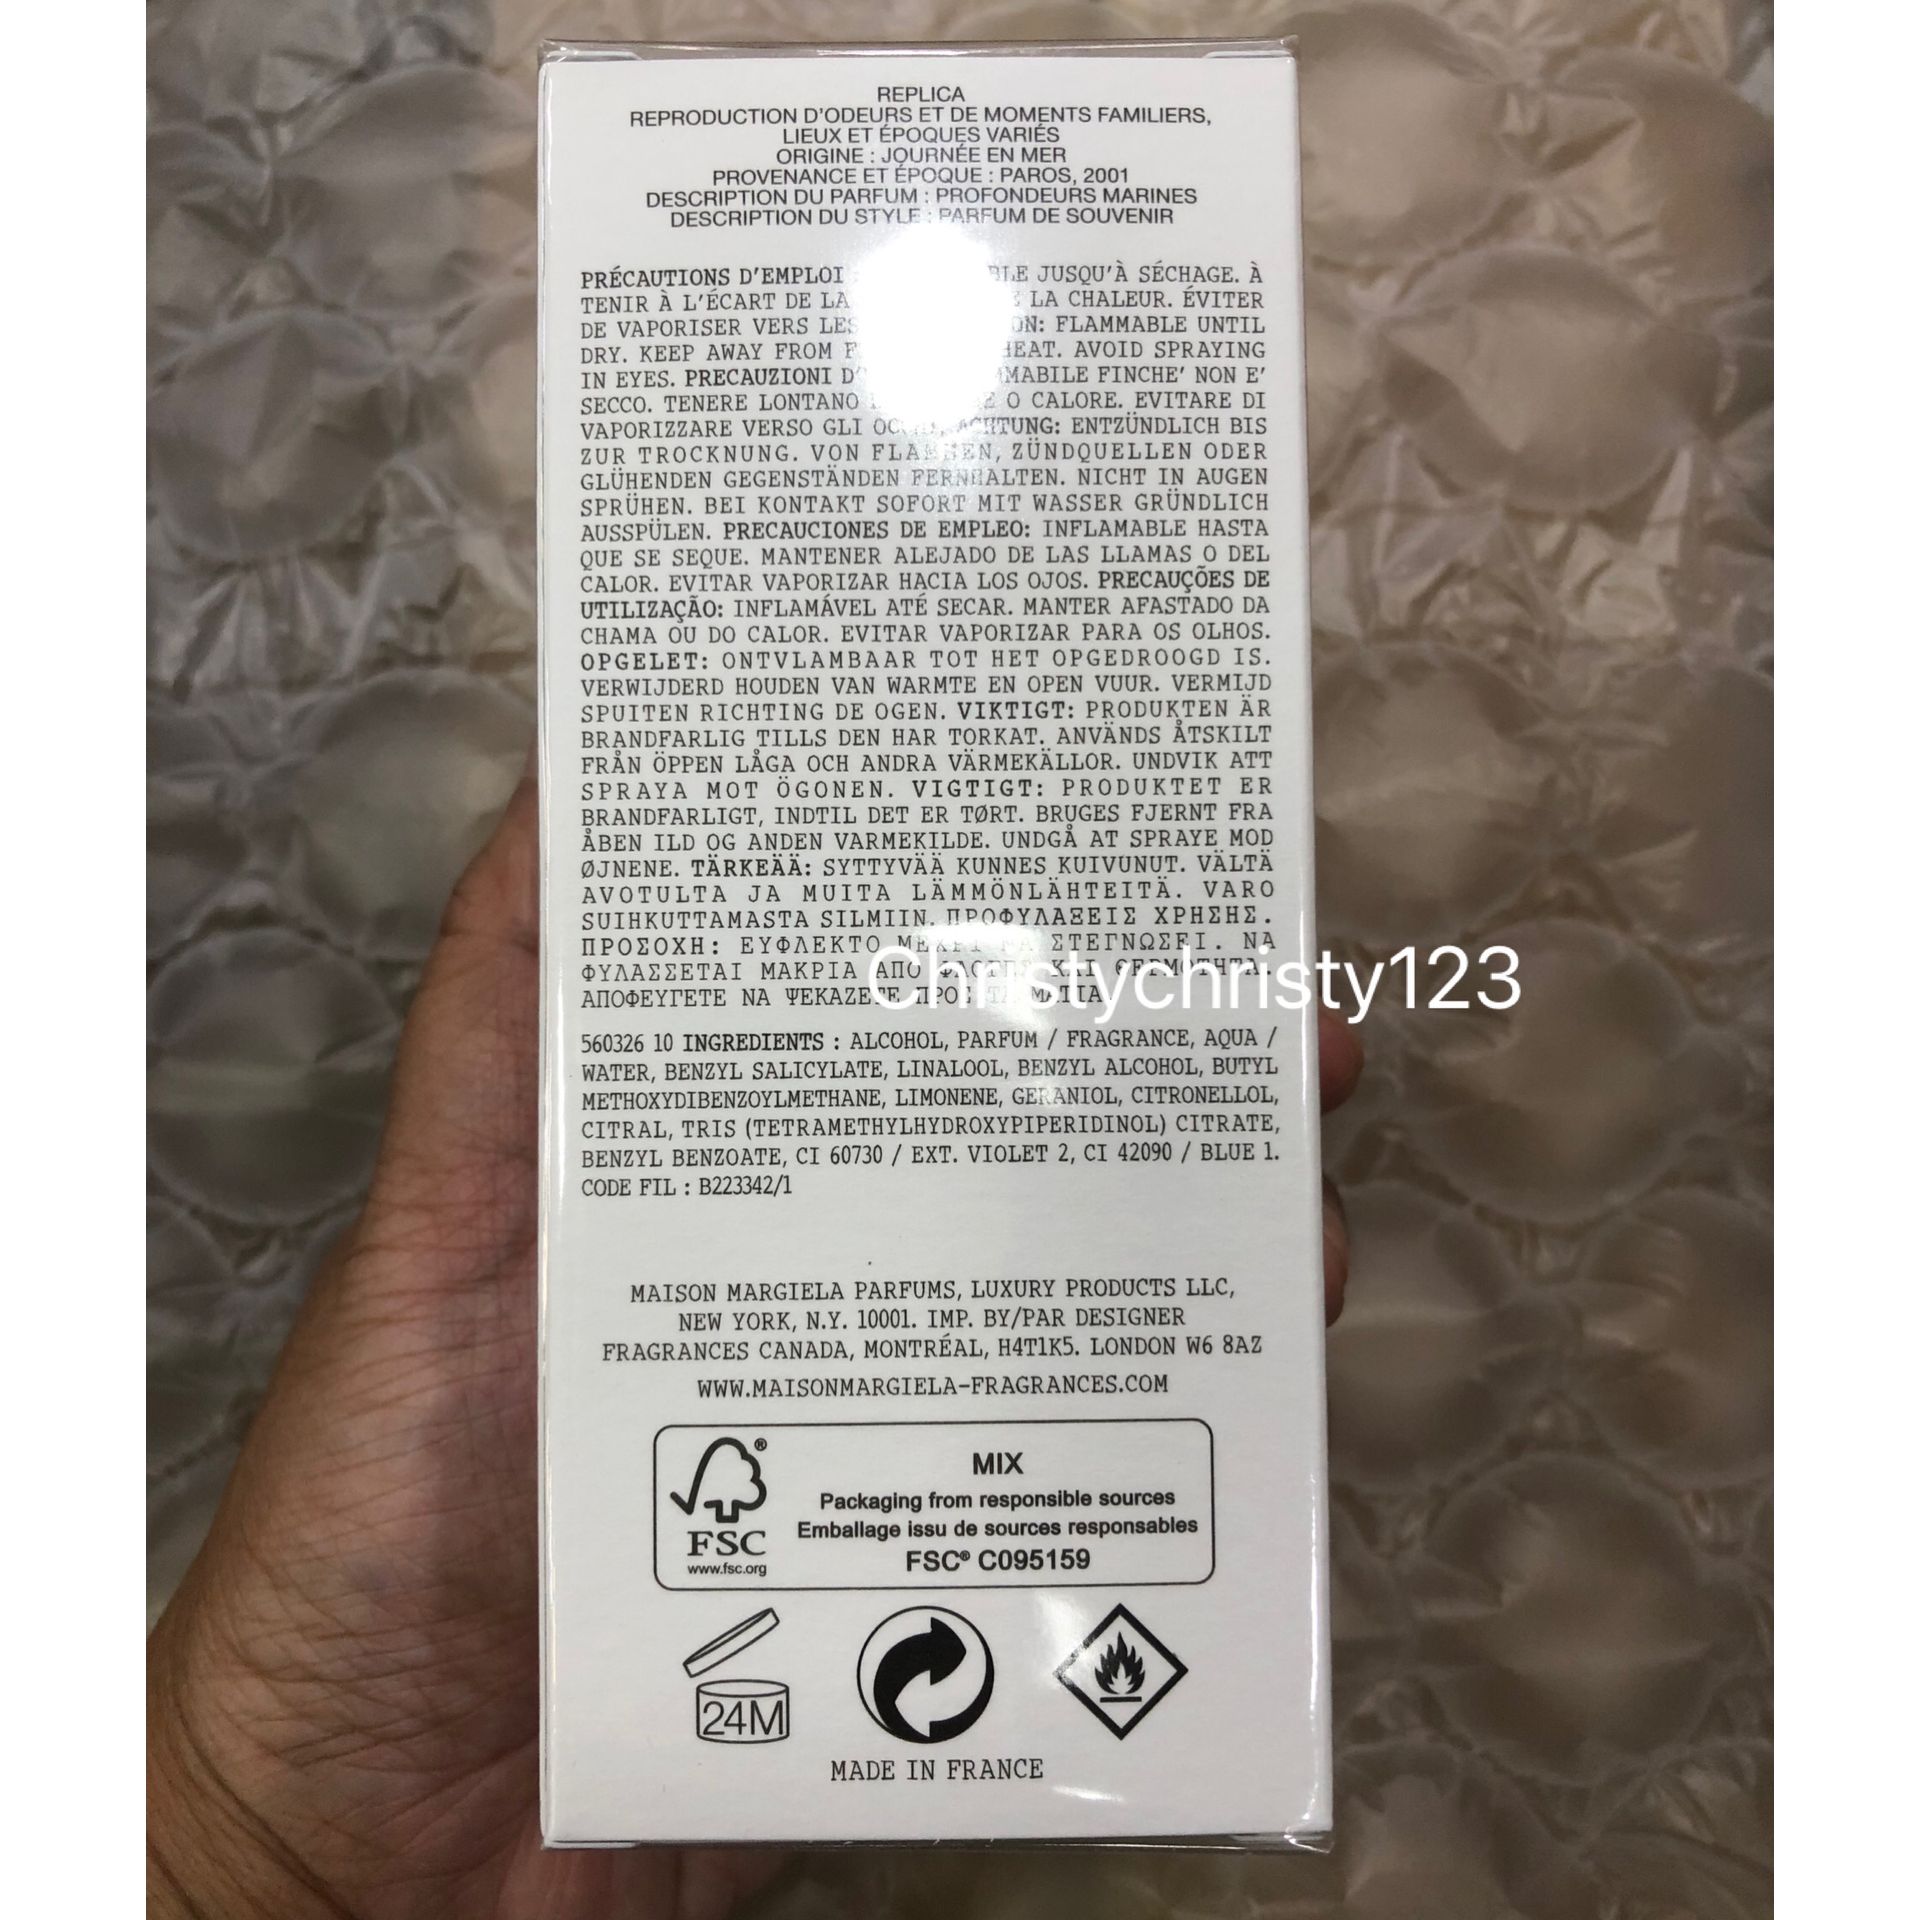 REPLICA
REPRODUCTION D'ODEURS ET DE MOMENTS FAMILIERS,
LIEUX ET ÉPOQUES VARIÉS
ORIGINE : JOURNÉE EN MER
PROVENANCE ET ÉPOQUE : PAROS, 2001
DESCRIPTION DU PARFUM : PROFONDEURS MARINES
DESCRIPTION DU STYLE : PARFUM DE SOUVENIR
PRÉCAUTIONS D'EMPLOI JUSQU'À SÉCHAGE. À
TENIR À L'ÉCART DE LA LA CHALEUR. ÉVITER
DE VAPORISER VERS LES FLAMMABLE UNTIL
DRY. KEEP AWAY FROM HEAT. AVOID SPRAYING
IN EYES. PRECAUZIONI FINCHE' NON E'
SECCO. TENERE LONTANO O CALORE. EVITARE DI
VAPORIZZARE VERSO GLI ACHTUNG: ENTZÜNDLICH BIS
ZUR TROCKNUNG. VON FLAMMEN, ZÜNDQUELLEN ODER
GLÜHENDEN GEGENSTÄNDEN FERNHALTEN. NICHT IN AUGEN
SPRÜHEN. BEI KONTAKT SOFORT MIT WASSER GRÜNDLICH
AUSSPÜLEN. PRECAUCIONES DE EMPLEO: INFLAMABLE HASTA
QUE SE SEQUE. MANTENER ALEJADO DE LAS LLAMAS O DEL
CALOR. EVITAR VAPORIZAR HACIA LOS OJOS. PRECAUÇÕES DE
UTILIZAÇÃO: INFLAMÁVEL ATÉ SECAR. MANTER AFASTADO DA
CHAMA OU DO CALOR. EVITAR VAPORIZAR PARA OS OLHOS.
OPGELET: ONTVLAMBAAR TOT HET OPGEDROOGD IS.
VERWIJDERD HOUDEN VAN WARMTE EN OPEN VUUR. VERMIJD
SPUITEN RICHTING DE OGEN. VIKTIGT: PRODUKTEN ÄR
BRANDFARLIG TILLS DEN HAR TORKAT. ANVÄNDS ÅTSKILT
FRÅN ÖPPEN LÅGA OCH ANDRA VÄRMEKÄLLOR. UNDVIK ATT
SPRAYA MOT ÖGONEN. VIGTIGT: PRODUKTET ER
BRANDFARLIGT, INDTIL DET ER TØRT. BRUGES FJERNT FRA
ÅBEN ILD OG ANDEN VARMEKILDE. UNDGÅ AT SPRAYE MOD
ØJNENE. TÄRKEÄÄ: SYTTYVÄÄ KUNNES KUIVUNUT. VÄLTÄ
AVOTULTA JA MUITA LÄMMÖNLÄHTEITÄ. VARO
SUIHKUTTAMASTA SILMIIN. ΠΡΟΦΥΛΑΞΕΙΣ ΧΡΗΣΗΣ.
ΠΡΟΣΟΧΗ: ΕΥΦΛΕΚΤΟ ΜΕΧΡΙ ΝΑ ΣΤΕΓΝΩΣΕΙ. ΝΑ
ΦΥΛΑΣΣΕΤΑΙ ΜΑΚΡΙΑ ΑΠΟ ΦΛΟΓΕΣ ΚΑΙ ΘΕΡΜΟΤΗΤΑ.
ΑΠΟΦΕΥΓΕΤΕ ΝΑ ΨΕΚΑΖΕΤΕ ΠΡΟΣ ΤΑ ΜΑΤΙΑ.
Christychristy123
560326 10 INGREDIENTS : ALCOHOL, PARFUM / FRAGRANCE, AQUA /
WATER, BENZYL SALICYLATE, LINALOOL, BENZYL ALCOHOL, BUTYL
METHOXYDIBENZOYLMETHANE, LIMONENE, GERANIOL, CITRONELLOL,
CITRAL, TRIS (TETRAMETHYLHYDROXYPIPERIDINOL) CITRATE,
BENZYL BENZOATE, CI 60730 / EXT. VIOLET 2, CI 42090 / BLUE 1.
CODE FIL : B223342/1
MAISON MARGIELA PARFUMS, LUXURY PRODUCTS LLC,
NEW YORK, N.Y. 10001. IMP. BY/PAR DESIGNER
FRAGRANCES CANADA, MONTRÉAL, H4T1K5. LONDON W6 8AZ
WWW.MAISONMARGIELA-FRAGRANCES.COM
®
FSC
www.fsc.org
MIX
Packaging from responsible sources
Emballage issu de sources responsables
FSC® C095159
24M
MADE IN FRANCE